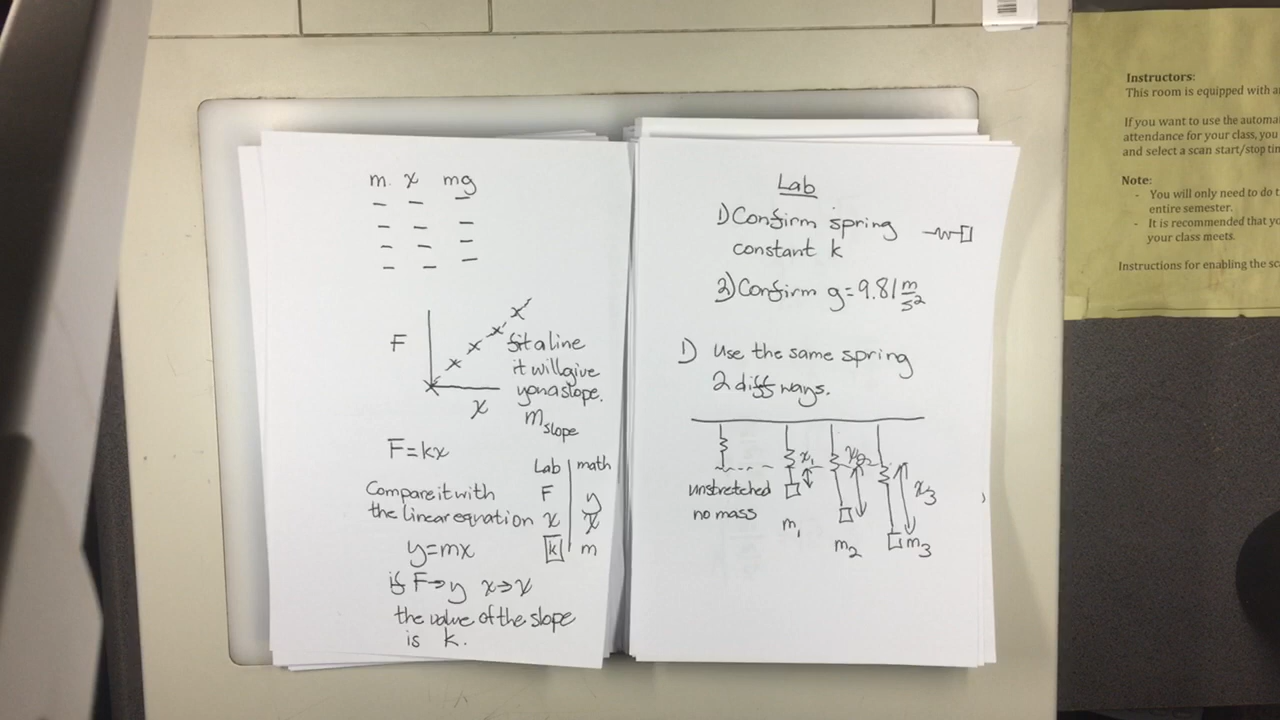 m. x mg
F
x
fit a line
it will give
you a slope.
m slope
F=kx
Compare it with
the linear equation
y=mx
if F→y x→x
the value of the slope
is k.
Lab | math
F y
x x
k m
Lab
1) Confirm spring
constant k
2) Confirm g=9.81 m/s2
1) Use the same spring
2 diff ways.
unstretched
no mass
x1
m1
x2
m2
x3
m3
Instructors:
This room is equipped with
If you want to use the
attendance for your class, you
and select a scan start/stop
Note:
- You will only need to do
entire semester.
- It is recommended that
your class meets.
Instructions for enabling the